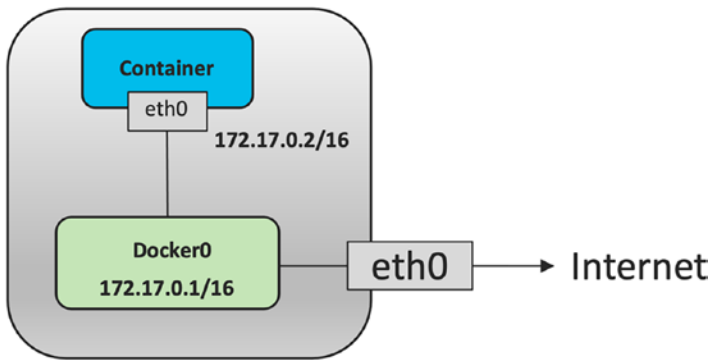 Container
eth0
172.17.0.2/16
Docker0
172.17.0.1/16
eth0
Internet